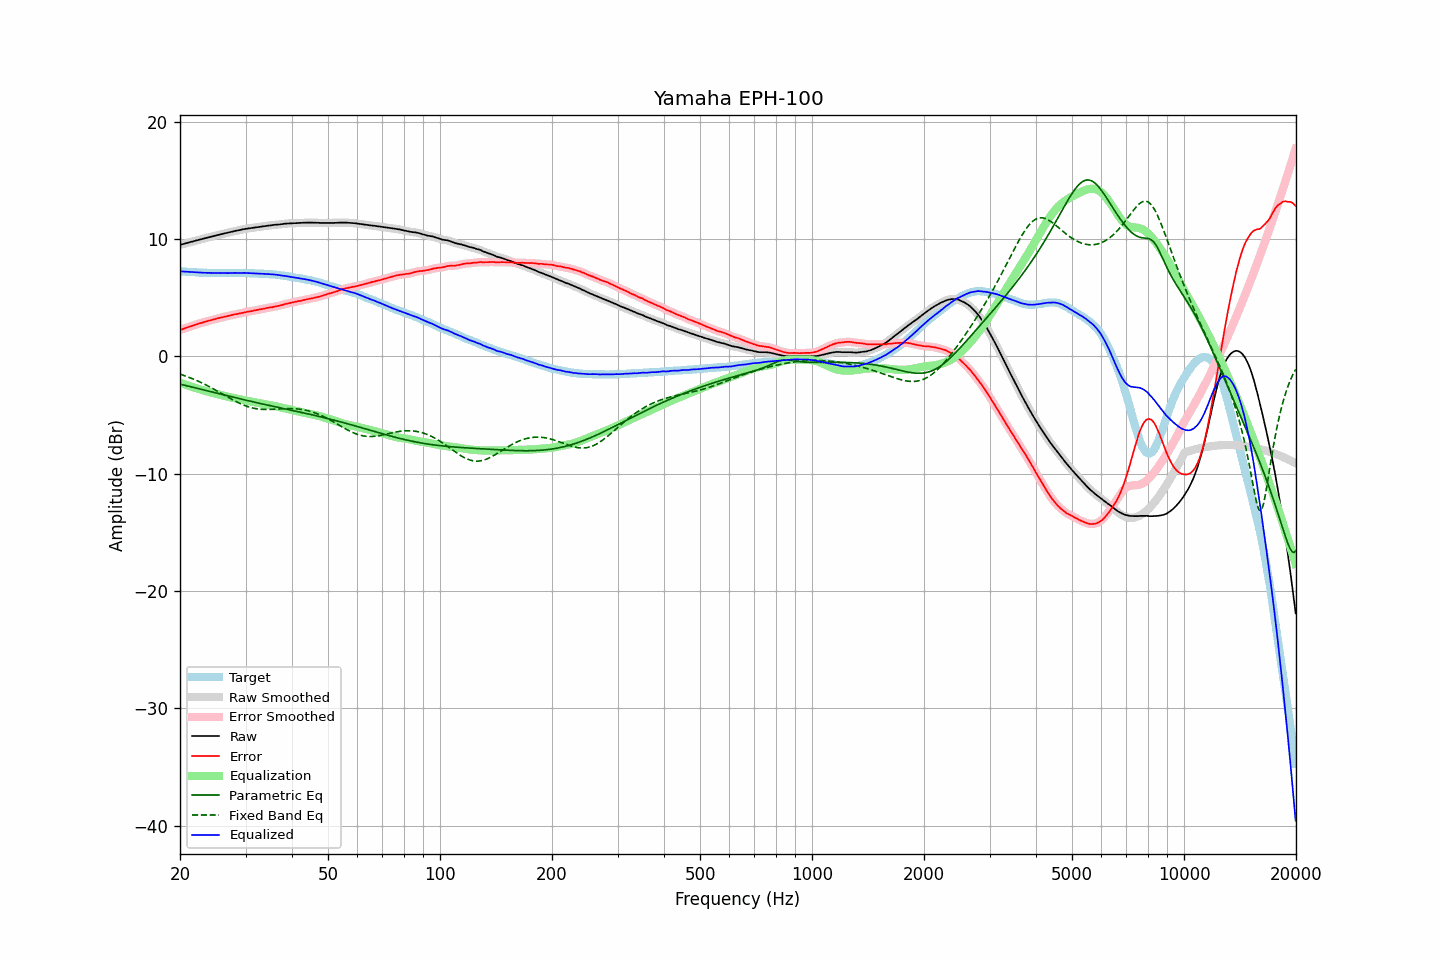 Yamaha EPH-100
20
10
0
−10
−20
−30
−40
Amplitude (dBr)
Target
Raw Smoothed
Error Smoothed
Raw
Error
Equalization
Parametric Eq
Fixed Band Eq
Equalized
20 50 100 200 500 1000 2000 5000 10000 20000
Frequency (Hz)